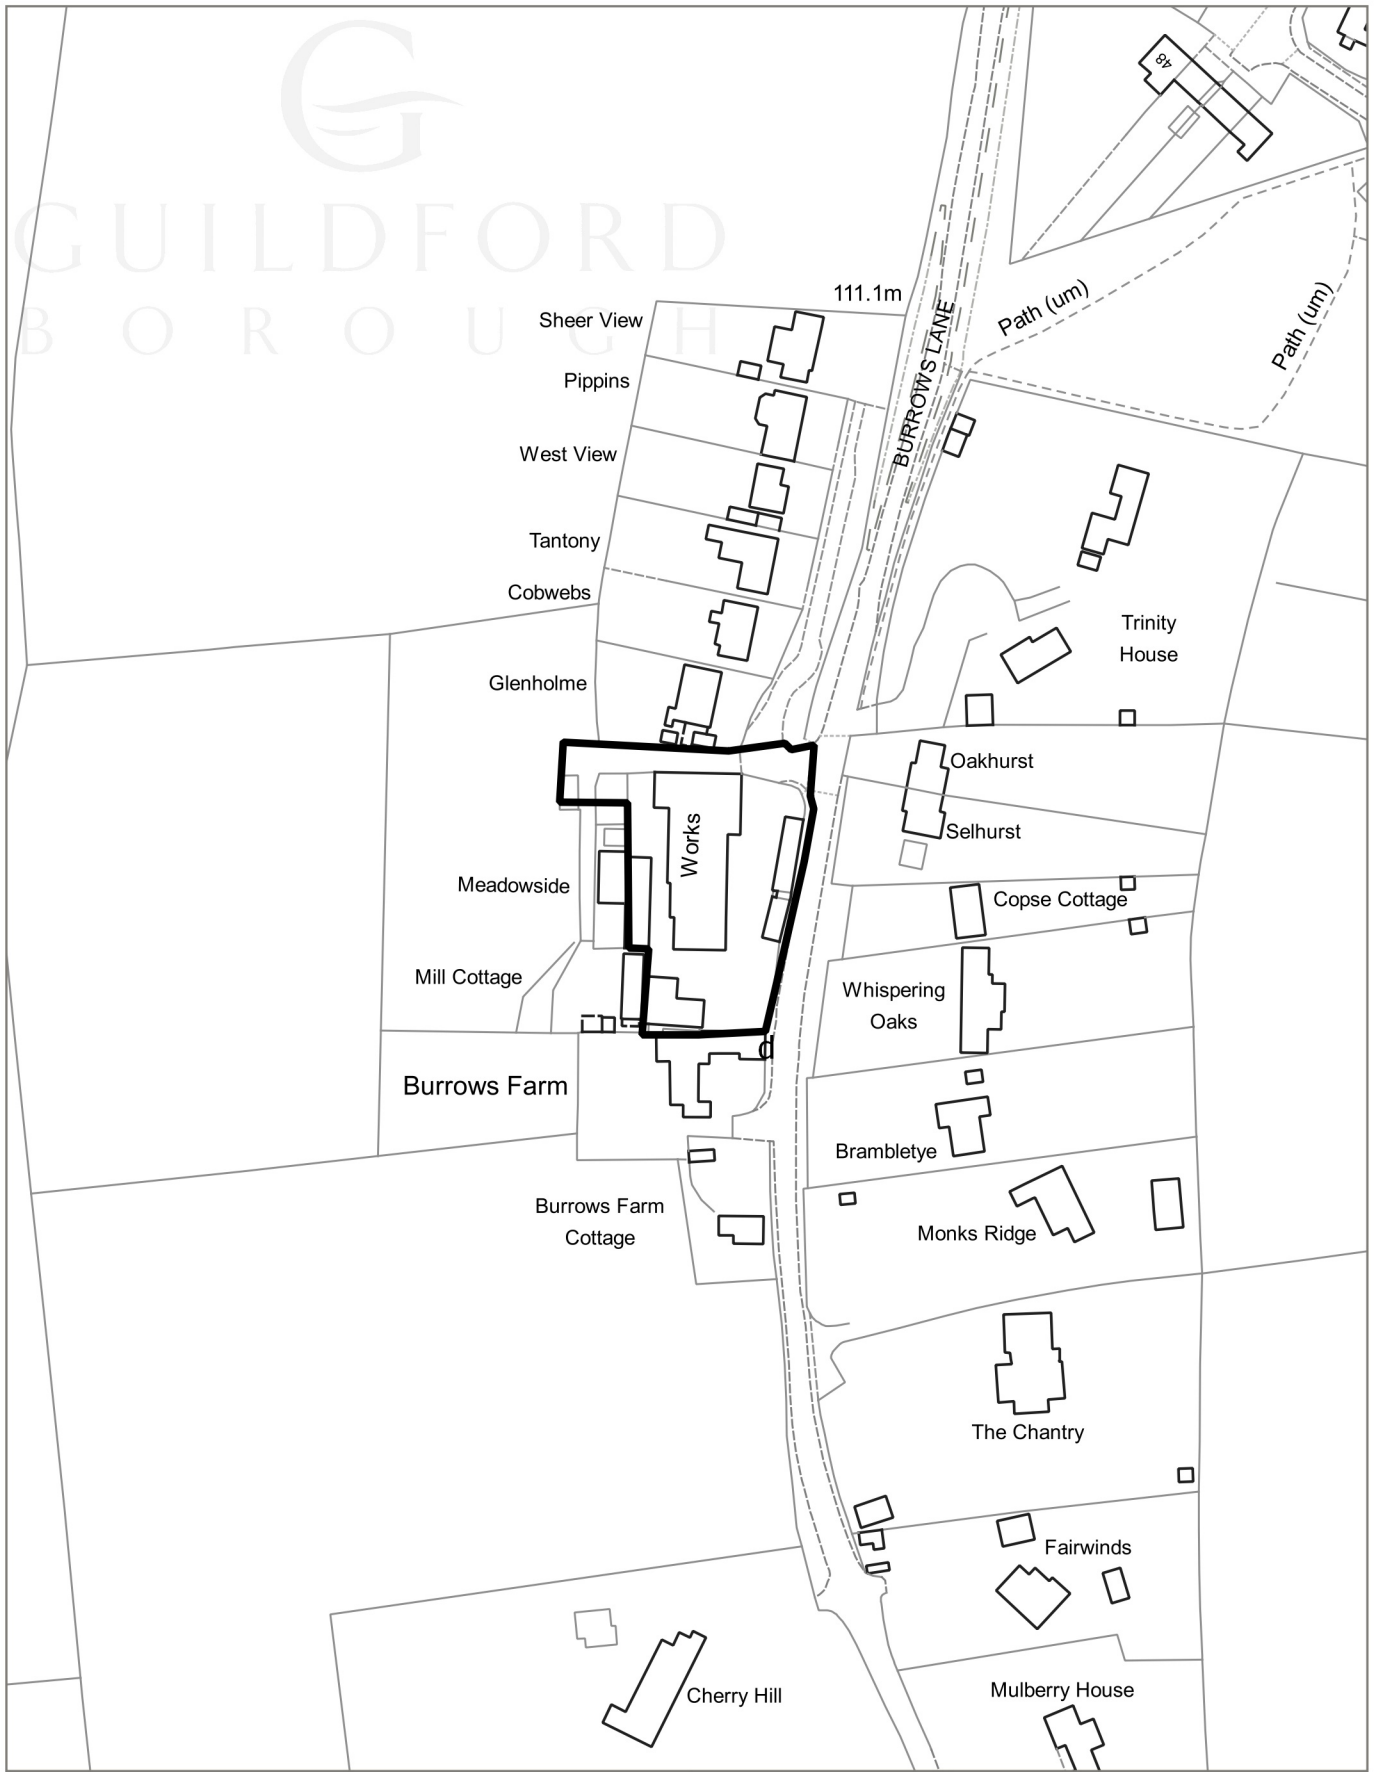 GUILDFORD
BOROUGH
48
111.1m
BURROWS LANE
Path (um)
Path (um)
Sheer View
Pippins
West View
Tantony
Cobwebs
Glenholme
Trinity
House
Oakhurst
Selhurst
Works
Meadowside
Copse Cottage
Mill Cottage
Whispering
Oaks
d
Burrows Farm
Brambletye
Burrows Farm
Cottage
Monks Ridge
The Chantry
Fairwinds
Cherry Hill
Mulberry House